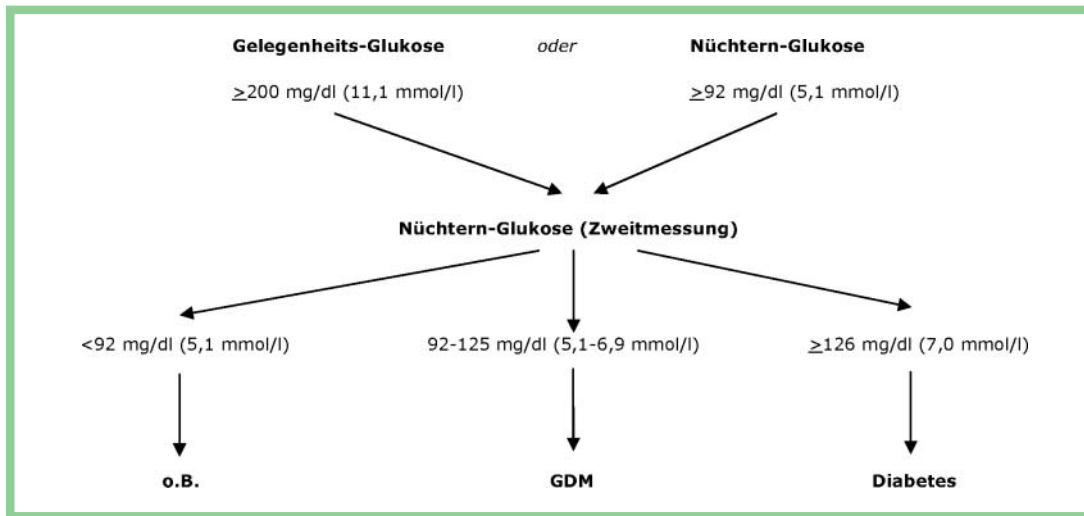 Gelegenheits-Glukose oder Nüchtern-Glukose
≥200 mg/dl (11,1 mmol/l) ≥92 mg/dl (5,1 mmol/l)
Nüchtern-Glukose (Zweitmessung)
<92 mg/dl (5,1 mmol/l) 92-125 mg/dl (5,1-6,9 mmol/l) ≥126 mg/dl (7,0 mmol/l)
o.B. GDM Diabetes